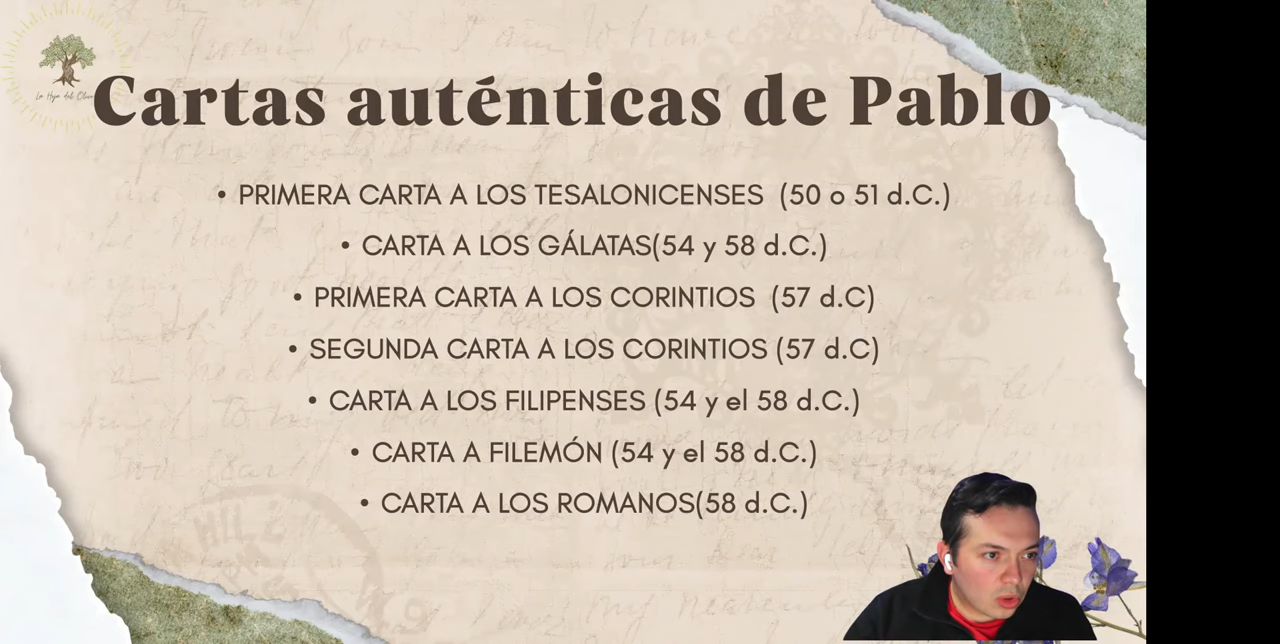 Cartas auténticas de Pablo
• PRIMERA CARTA A LOS TESALONICENSES (50 o 51 d.C.)
• CARTA A LOS GÁLATAS(54 y 58 d.C.)
• PRIMERA CARTA A LOS CORINTIOS (57 d.C)
• SEGUNDA CARTA A LOS CORINTIOS (57 d.C)
• CARTA A LOS FILIPENSES (54 y el 58 d.C.)
• CARTA A FILEMÓN (54 y el 58 d.C.)
• CARTA A LOS ROMANOS(58 d.C.)